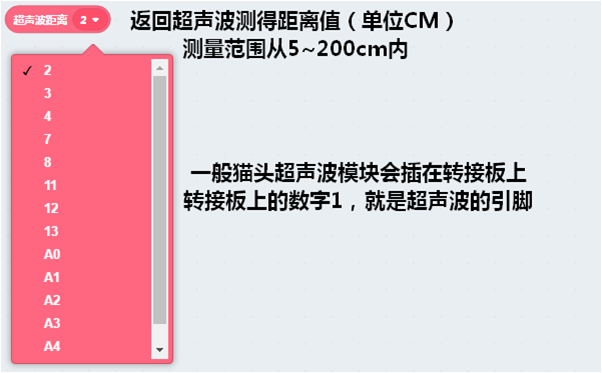 超声波距离 2
返回超声波测得距离值（单位CM）
测量范围从5~200cm内
✓ 2
3
4
7
8
11
12
13
A0
A1
A2
A3
A4
一般猫头超声波模块会插在转接板上
转接板上的数字1，就是超声波的引脚